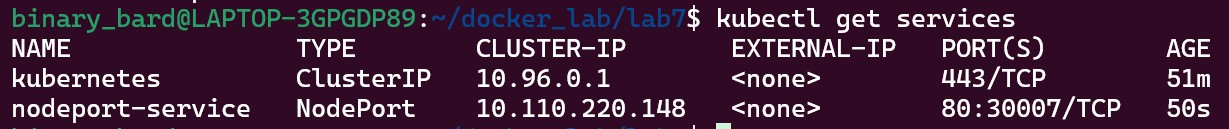 binary_bard@LAPTOP-3GPGDP89:~/docker_lab/lab7$ kubectl get services
NAME TYPE CLUSTER-IP EXTERNAL-IP PORT(S) AGE
kubernetes ClusterIP 10.96.0.1 <none> 443/TCP 51m
nodeport-service NodePort 10.110.220.148 <none> 80:30007/TCP 50s